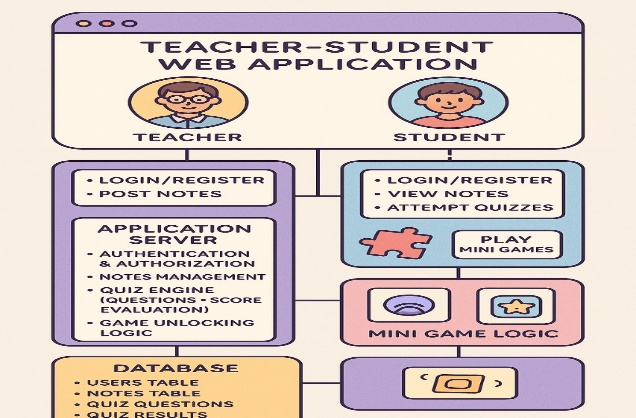 TEACHER-STUDENT
WEB APPLICATION
TEACHER
STUDENT
• LOGIN/REGISTER
• POST NOTES
APPLICATION
SERVER
• AUTHENTICATION
& AUTHORIZATION
• NOTES MANAGEMENT
• QUIZ ENGINE
(QUESTIONS • SCORE
EVALUATION)
• GAME UNLOCKING
LOGIC
• LOGIN/REGISTER
• VIEW NOTES
• ATTEMPT QUIZZES
PLAY
MINI GAMES
MINI GAME LOGIC
DATABASE
• USERS TABLE
• NOTES TABLE
• QUIZ QUESTIONS
• QUIZ RESULTS